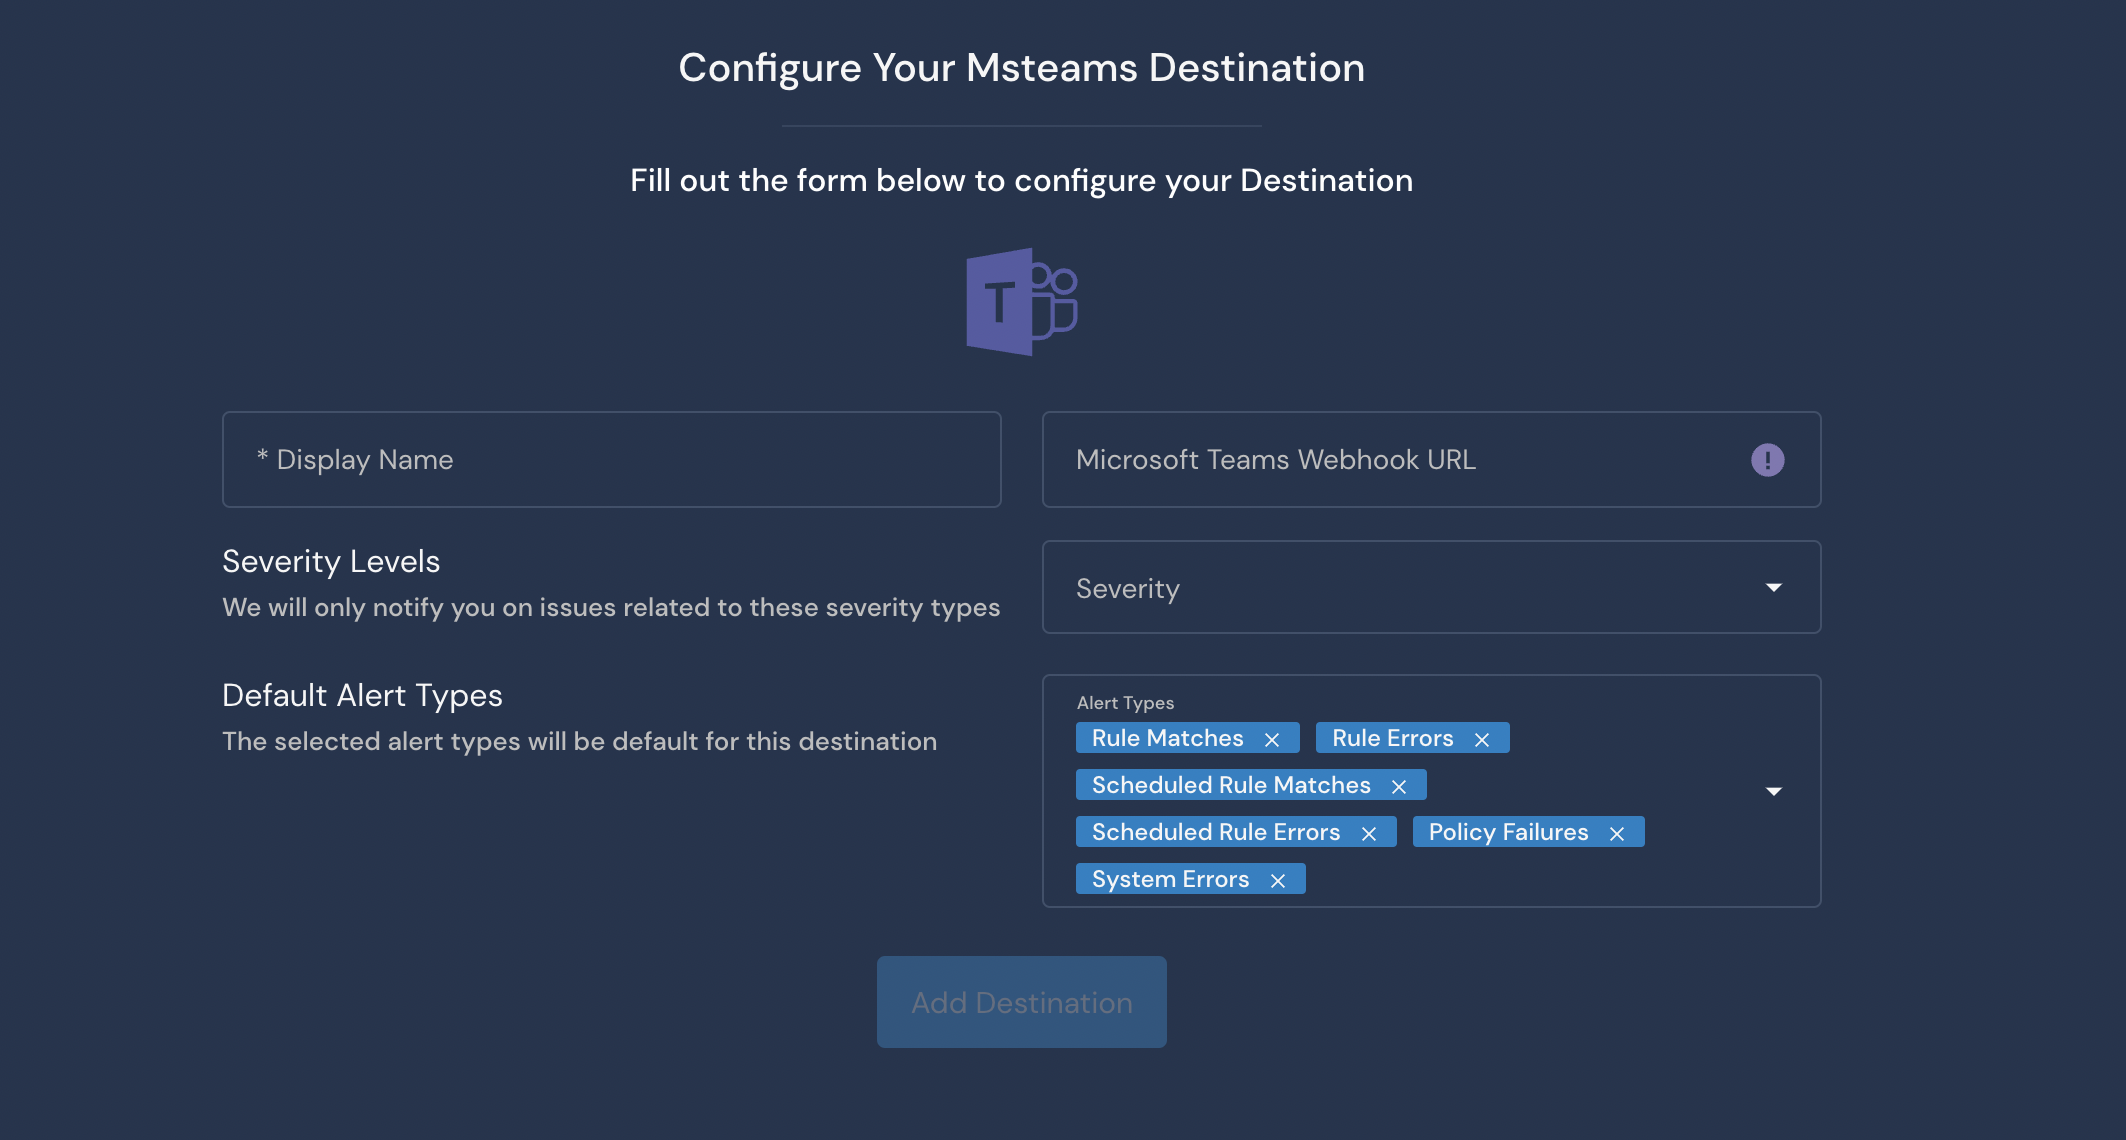 Configure Your Msteams Destination
Fill out the form below to configure your Destination
T
* Display Name
Microsoft Teams Webhook URL
Severity Levels
We will only notify you on issues related to these severity types
Severity
Default Alert Types
The selected alert types will be default for this destination
Alert Types
Rule Matches Rule Errors
Scheduled Rule Matches
Scheduled Rule Errors Policy Failures
System Errors
Add Destination